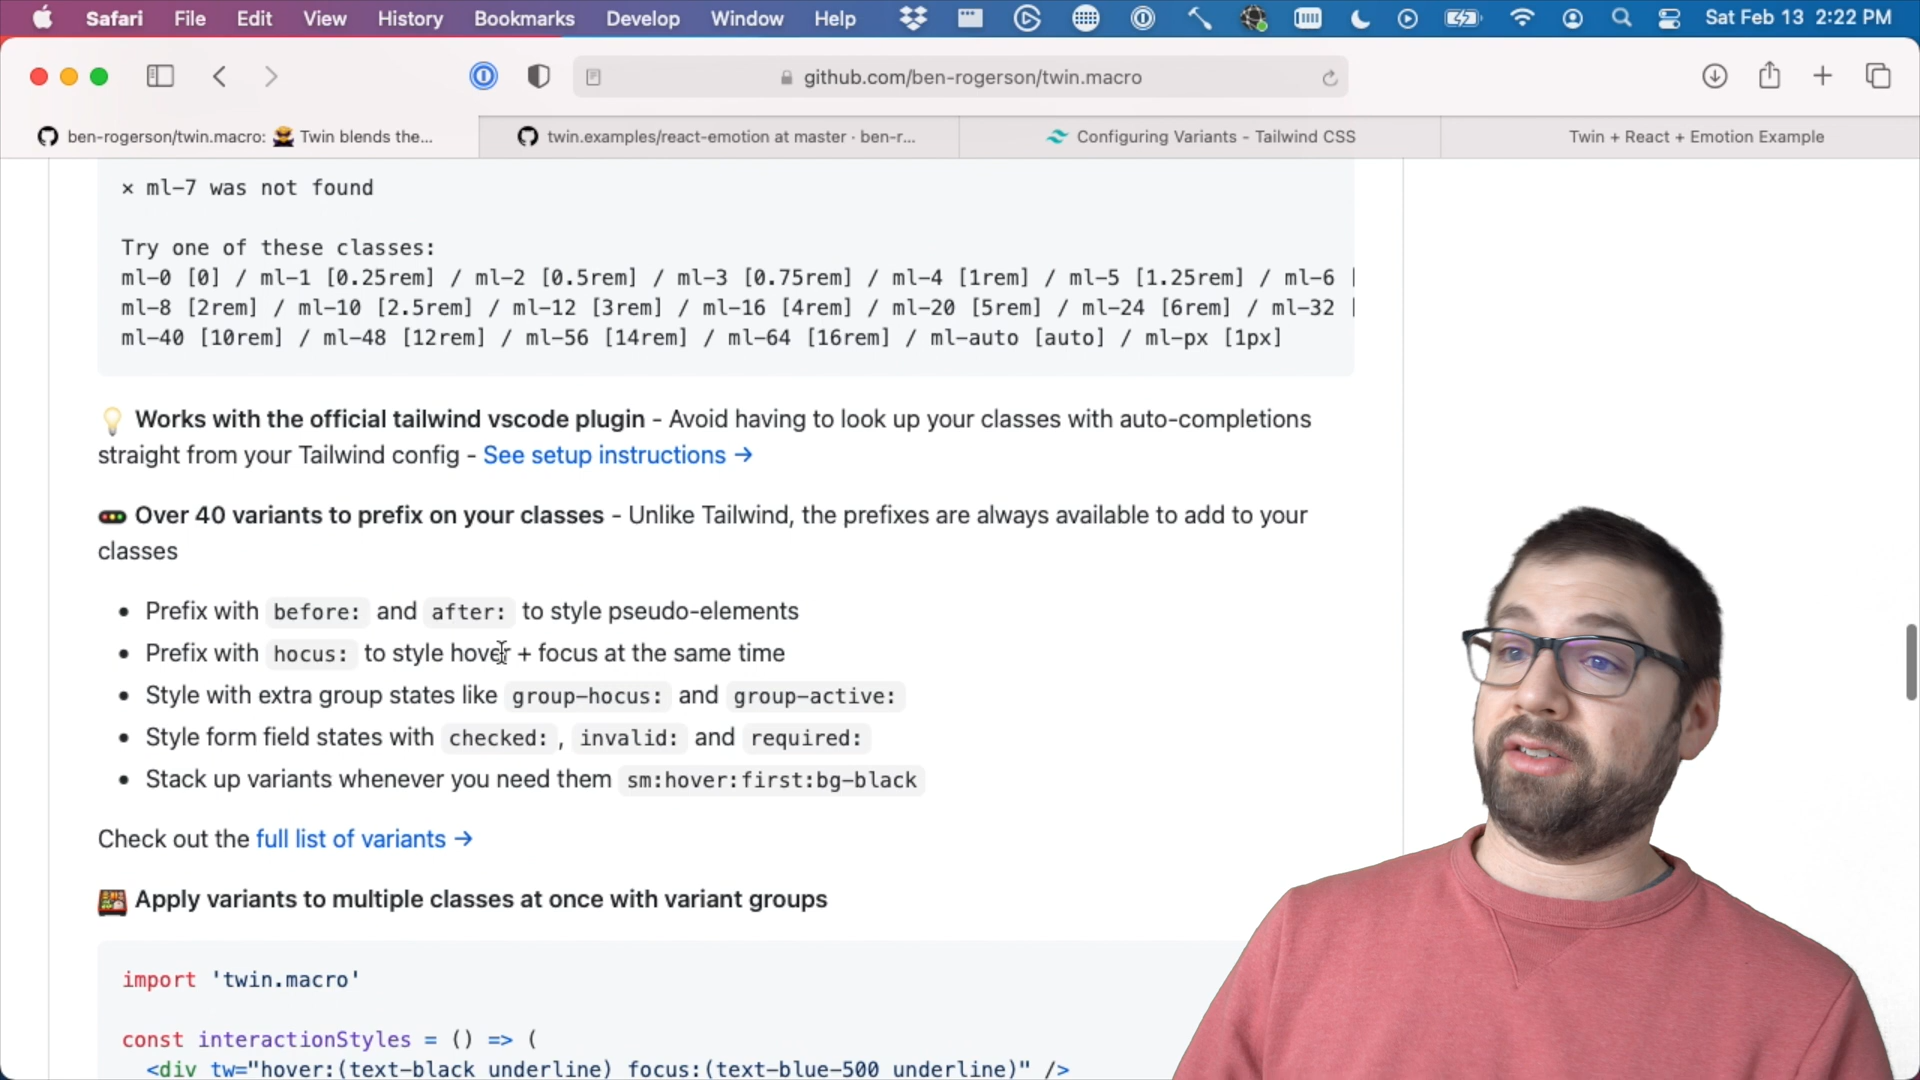 Safari File Edit View History Bookmarks Develop Window Help Sat Feb 13 2:22 PM
github.com/ben-rogerson/twin.macro
ben-rogerson/twin.macro: Twin blends the... twin.examples/react-emotion at master · ben-r... Configuring Variants - Tailwind CSS Twin + React + Emotion Example
× ml-7 was not found
Try one of these classes:
ml-0 [0] / ml-1 [0.25rem] / ml-2 [0.5rem] / ml-3 [0.75rem] / ml-4 [1rem] / ml-5 [1.25rem] / ml-6 [
ml-8 [2rem] / ml-10 [2.5rem] / ml-12 [3rem] / ml-16 [4rem] / ml-20 [5rem] / ml-24 [6rem] / ml-32 [
ml-40 [10rem] / ml-48 [12rem] / ml-56 [14rem] / ml-64 [16rem] / ml-auto [auto] / ml-px [1px]
Works with the official tailwind vscode plugin - Avoid having to look up your classes with auto-completions
straight from your Tailwind config - See setup instructions →
Over 40 variants to prefix on your classes - Unlike Tailwind, the prefixes are always available to add to your
classes
• Prefix with before: and after: to style pseudo-elements
• Prefix with hocus: to style hover + focus at the same time
• Style with extra group states like group-hocus: and group-active:
• Style form field states with checked: , invalid: and required:
• Stack up variants whenever you need them sm:hover:first:bg-black
Check out the full list of variants →
Apply variants to multiple classes at once with variant groups
import 'twin.macro'
const interactionStyles = () => (
<div tw="hover:(text-black underline) focus:(text-blue-500 underline)" />